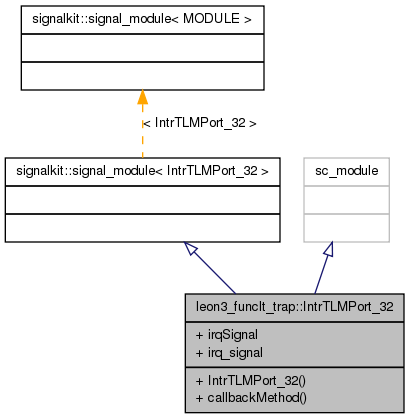 signalkit::signal_module< MODULE >
< IntrTLMPort_32 >
signalkit::signal_module< IntrTLMPort_32 >
sc_module
leon3_funclt_trap::IntrTLMPort_32
+ irqSignal
+ irq_signal
+ IntrTLMPort_32()
+ callbackMethod()